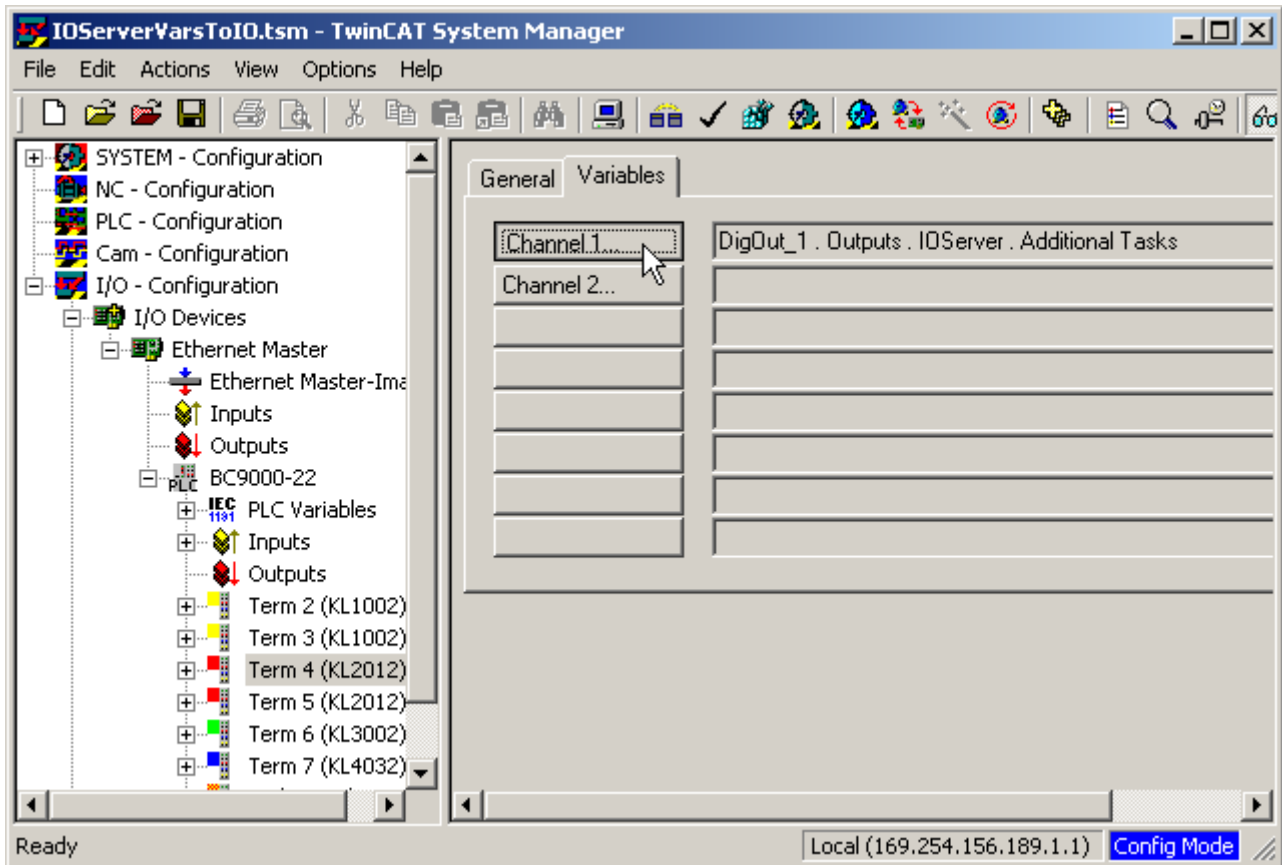 IOServerVarsToIO.tsm - TwinCAT System Manager
File Edit Actions View Options Help
SYSTEM - Configuration
NC - Configuration
PLC - Configuration
Cam - Configuration
I/O - Configuration
I/O Devices
Ethernet Master
Ethernet Master-Ima
Inputs
Outputs
PLC BC9000-22
IEC 1131 PLC Variables
Inputs
Outputs
Term 2 (KL1002)
Term 3 (KL1002)
Term 4 (KL2012)
Term 5 (KL2012)
Term 6 (KL3002)
Term 7 (KL4032)
General Variables
Channel 1... DigOut_1 . Outputs . IOServer . Additional Tasks
Channel 2...
Ready Local (169.254.156.189.1.1) Config Mode